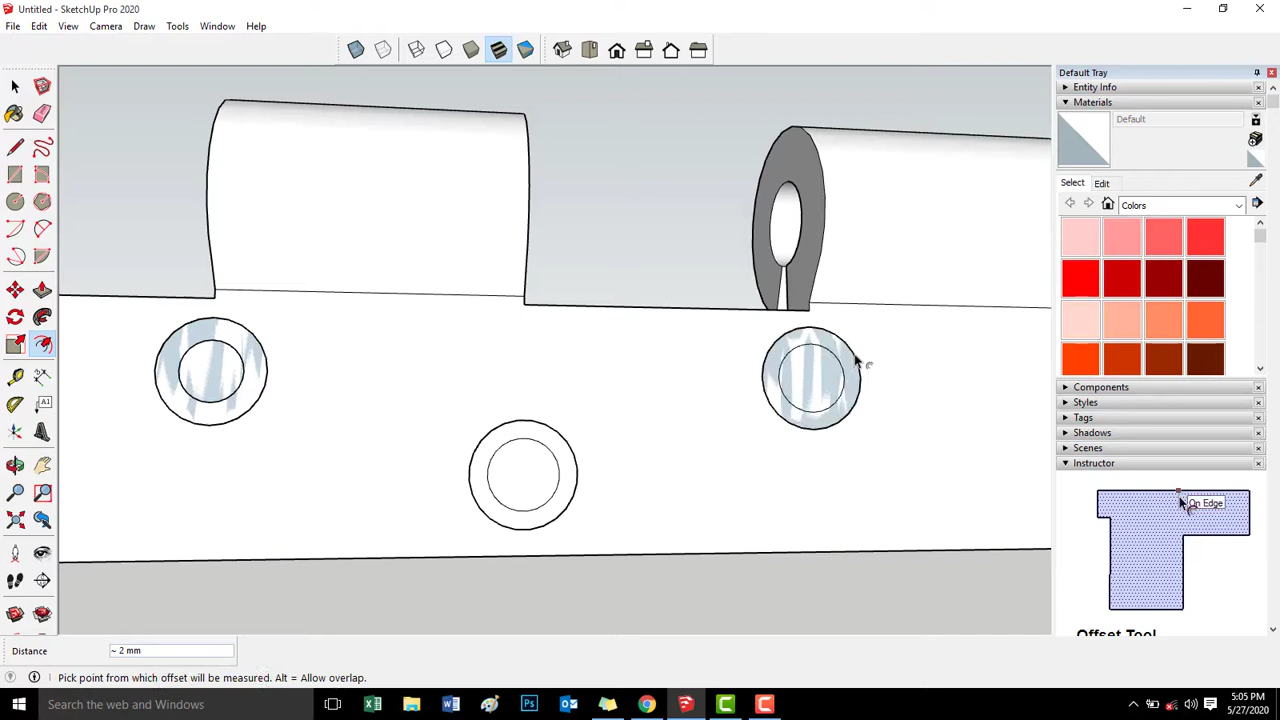 Untitled - SketchUp Pro 2020
File Edit View Camera Draw Tools Window Help
Default Tray
Entity Info
Materials
Default
Select Edit
Colors
Components
Styles
Tags
Shadows
Scenes
Instructor
On Edge
Offset Tool
A1
Distance ~ 2 mm
Pick point from which offset will be measured. Alt = Allow overlap.
Search the web and Windows
5:05 PM
5/27/2020